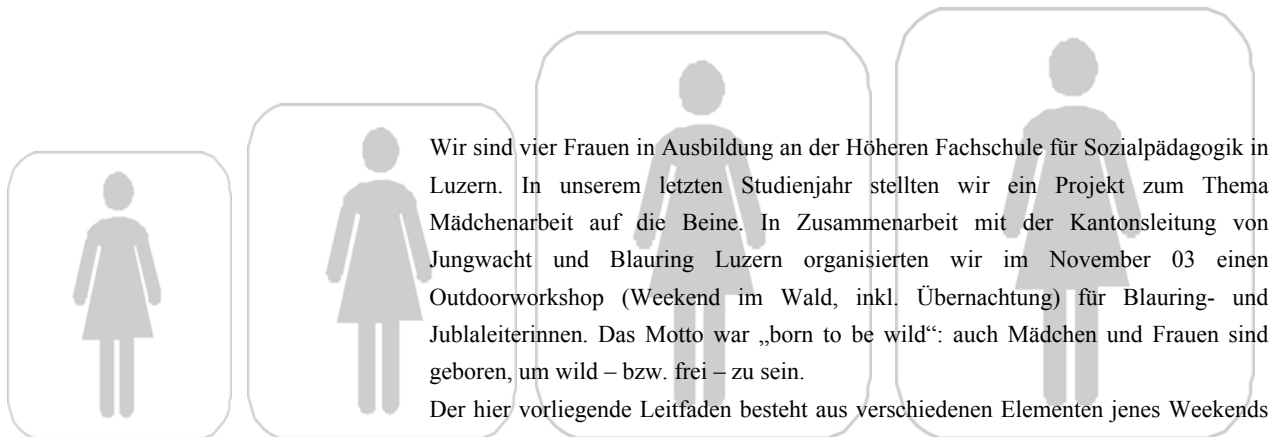 Wir sind vier Frauen in Ausbildung an der Höheren Fachschule für Sozialpädagogik in
Luzern. In unserem letzten Studienjahr stellten wir ein Projekt zum Thema
Mädchenarbeit auf die Beine. In Zusammenarbeit mit der Kantonsleitung von
Jungwacht und Blauring Luzern organisierten wir im November 03 einen
Outdoorworkshop (Weekend im Wald, inkl. Übernachtung) für Blauring- und
Jublaleiterinnen. Das Motto war „born to be wild“: auch Mädchen und Frauen sind
geboren, um wild – bzw. frei – zu sein.
Der hier vorliegende Leitfaden besteht aus verschiedenen Elementen jenes Weekends